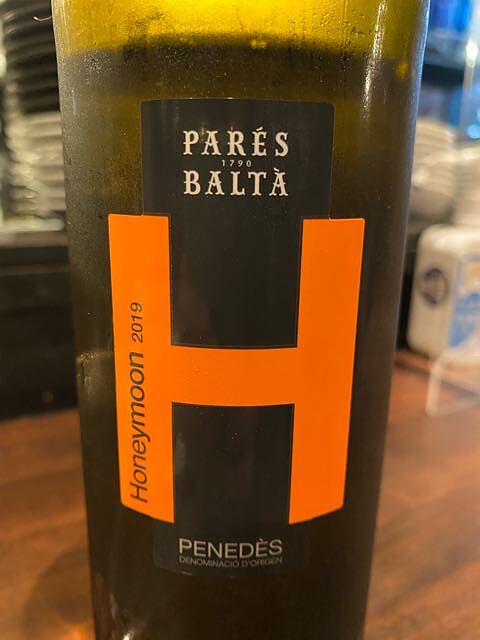 PARÉS
1790
BALTÀ
H
Honeymoon 2019
PENEDÈS
DENOMINACIÓ D'ORIGEN